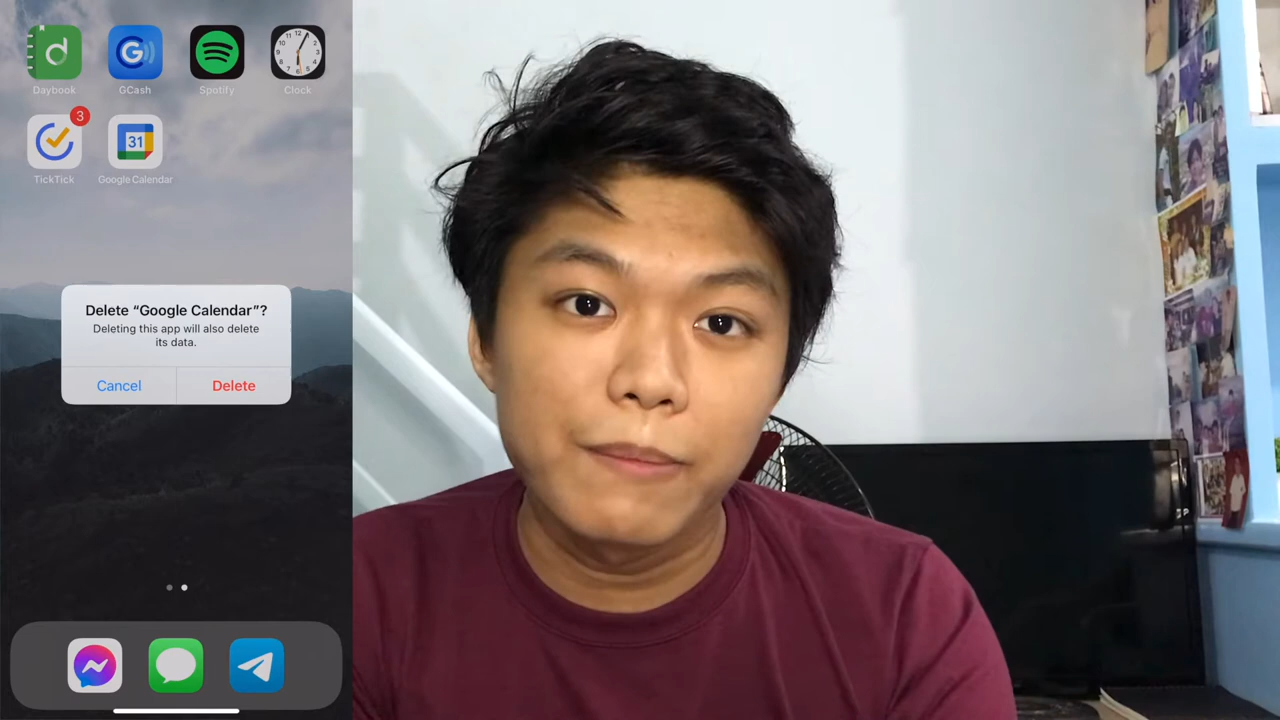 Daybook
GCash
Spotify
Clock
3
TickTick
31
Google Calendar
Delete “Google Calendar”?
Deleting this app will also delete
its data.
Cancel
Delete